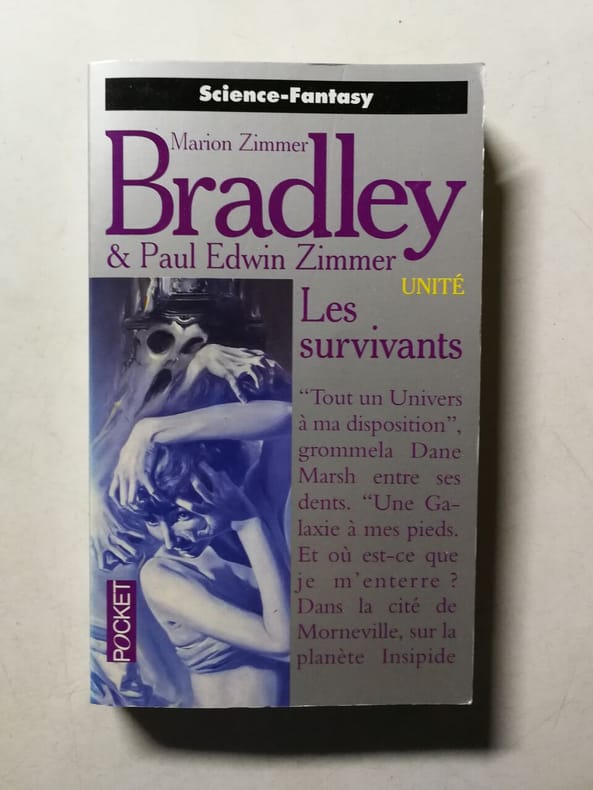 Science-Fantasy
Marion Zimmer
Bradley
& Paul Edwin Zimmer
UNITÉ
Les
survivants
“Tout un Univers
à ma disposition”,
grommela Dane
Marsh entre ses
dents. “Une Ga-
laxie à mes pieds.
Et où est-ce que
je m’enterre ?
Dans la cité de
Morneville, sur la
planète Insipide
POCKET